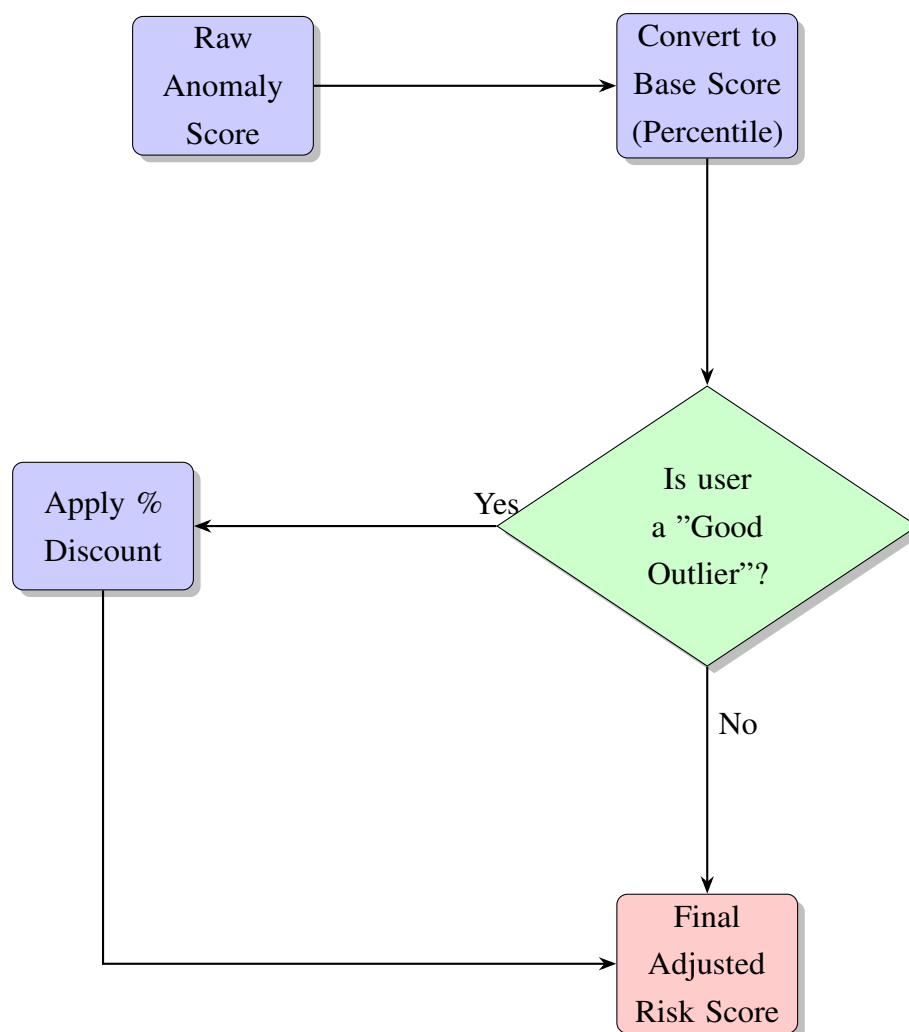 Raw
Anomaly
Score
Convert to
Base Score
(Percentile)
Is user
a ”Good
Outlier”?
Yes
Apply %
Discount
No
Final
Adjusted
Risk Score